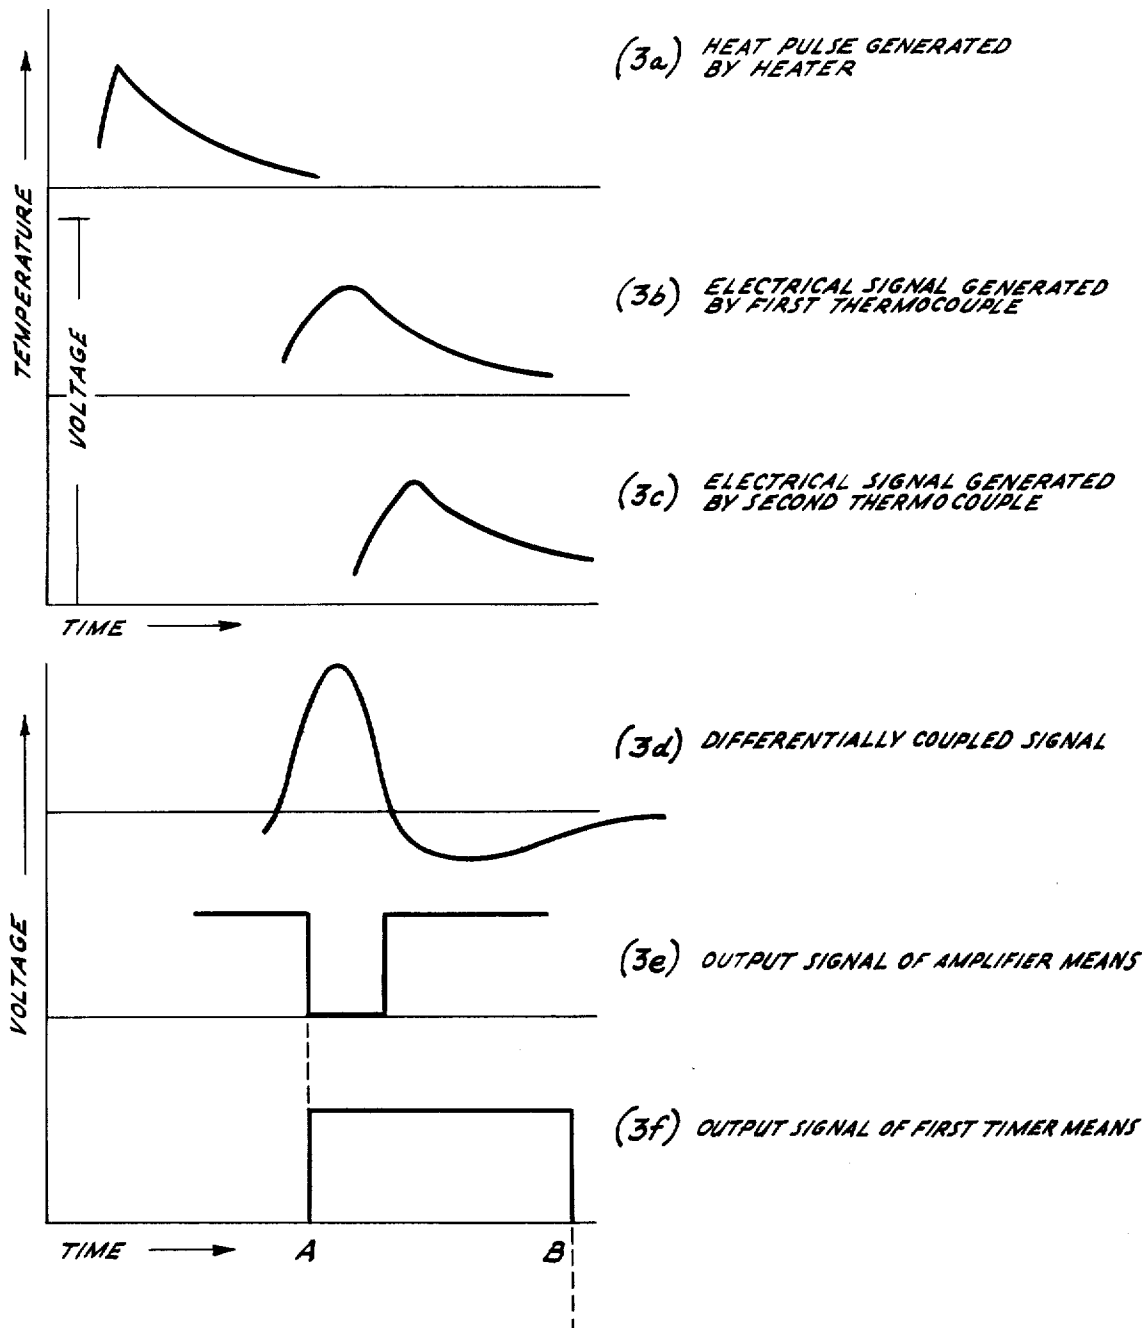 (3a) HEAT PULSE GENERATED
BY HEATER
TEMPERATURE
VOLTAGE
(3b) ELECTRICAL SIGNAL GENERATED
BY FIRST THERMOCOUPLE
(3c) ELECTRICAL SIGNAL GENERATED
BY SECOND THERMOCOUPLE
TIME
(3d) DIFFERENTIALLY COUPLED SIGNAL
VOLTAGE
(3e) OUTPUT SIGNAL OF AMPLIFIER MEANS
(3f) OUTPUT SIGNAL OF FIRST TIMER MEANS
TIME
A
B